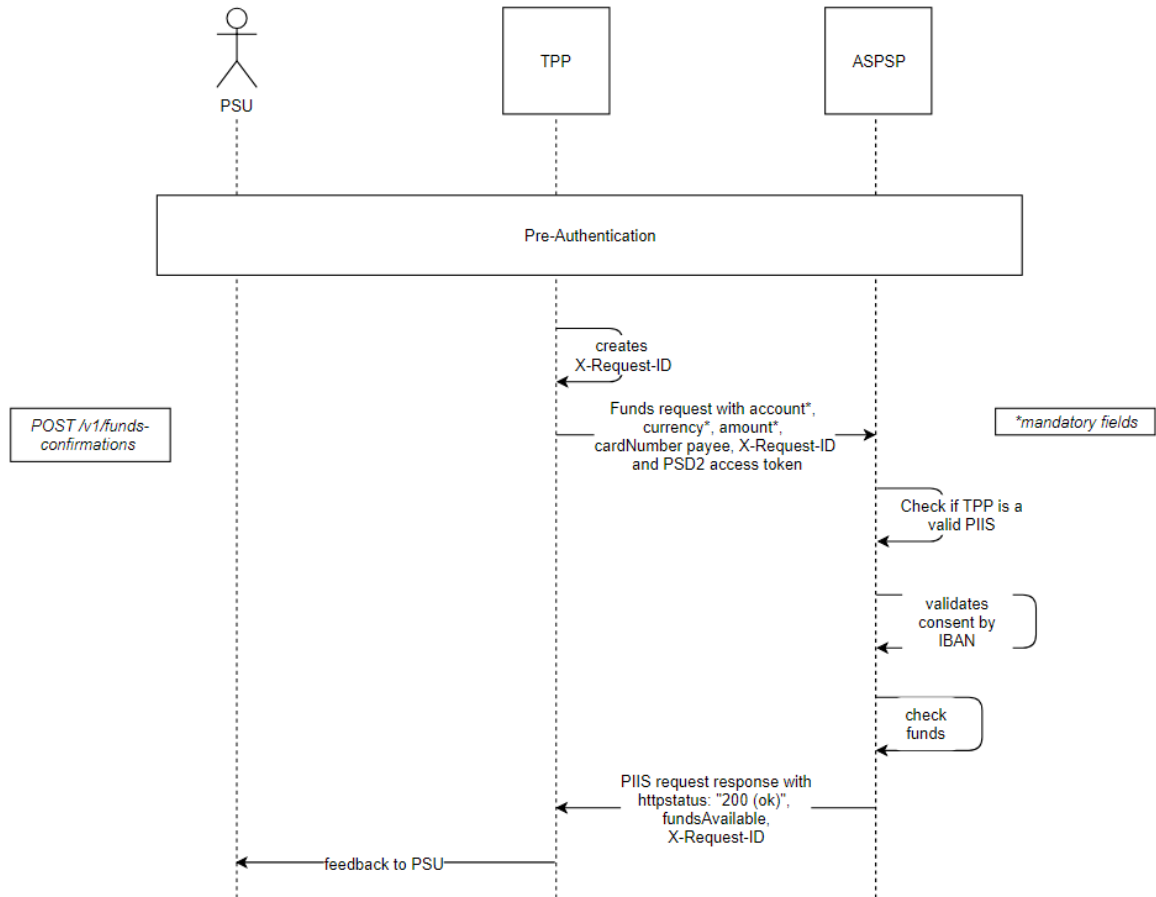 PSU
TPP
ASPSP
Pre-Authentication
creates
X-Request-ID
POST /v1/funds-
confirmations
Funds request with account*,
currency*, amount*,
cardNumber payee, X-Request-ID
and PSD2 access token
*mandatory fields
Check if TPP is a
valid PIIS
validates
consent by
IBAN
check
funds
PIIS request response with
httpstatus: "200 (ok)",
fundsAvailable,
X-Request-ID
feedback to PSU